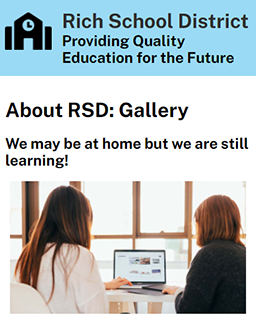 Rich School District
Providing Quality
Education for the Future
About RSD: Gallery
We may be at home but we are still
learning!